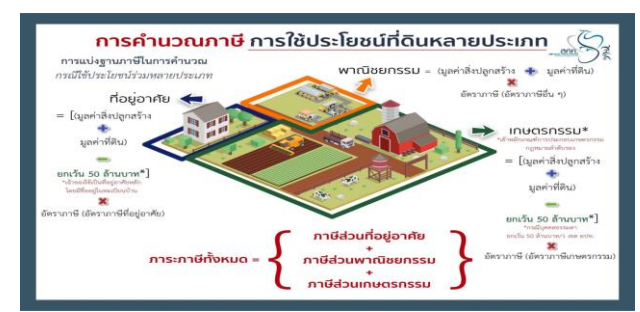 การคำนวณภาษี การใช้ประโยชน์ที่ดินหลายประเภท
สศค
การแบ่งฐานภาษีในการคำนวณ
กรณีใช้ประโยชน์ร่วมหลายประเภท
พาณิชยกรรม = (มูลค่าสิ่งปลูกสร้าง + มูลค่าที่ดิน)
×
อัตราภาษี (อัตราภาษีอื่น ๆ)
ที่อยู่อาศัย
= [(มูลค่าสิ่งปลูกสร้าง
+
มูลค่าที่ดิน)
-
ยกเว้น 50 ล้านบาท*]
×
อัตราภาษี (อัตราภาษีที่อยู่อาศัย)
เกษตรกรรม*
= [(มูลค่าสิ่งปลูกสร้าง
+
มูลค่าที่ดิน)
-
ยกเว้น 50 ล้านบาท*]
*กรณีบุคคลธรรมดา
×
อัตราภาษี (อัตราภาษีเกษตรกรรม)
ภาระภาษีทั้งหมด = {
ภาษีส่วนที่อยู่อาศัย
+
ภาษีส่วนพาณิชยกรรม
+
ภาษีส่วนเกษตรกรรม
}